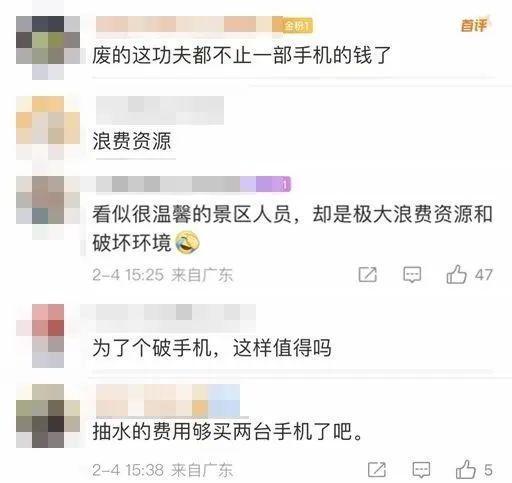 金粉1
首评
废的这功夫都不止一部手机的钱了
浪费资源
1
看似很温馨的景区人员，却是极大浪费资源和
破坏环境
2-4 15:25 来自广东
47
为了个破手机，这样值得吗
抽水的费用够买两台手机了吧。
2-4 15:38 来自广东
5